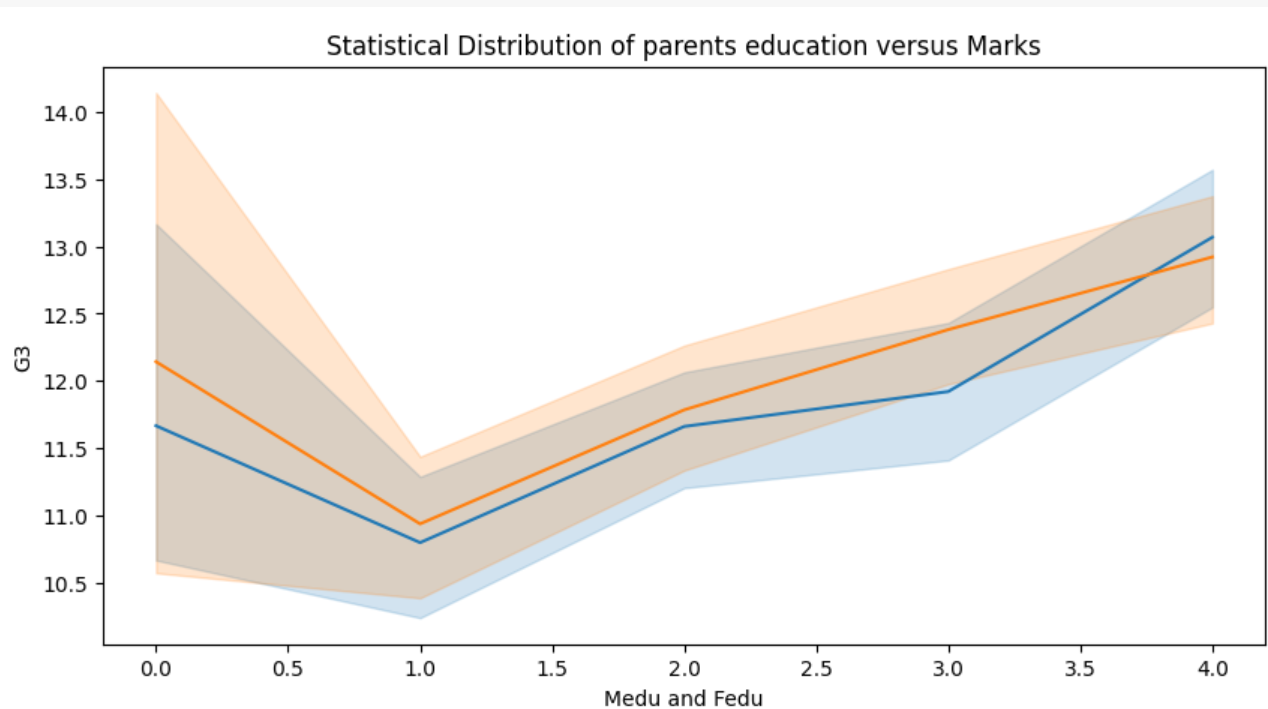 Statistical Distribution of parents education versus Marks
14.0
13.5
13.0
12.5
12.0
11.5
11.0
10.5
G3
0.0 0.5 1.0 1.5 2.0 2.5 3.0 3.5 4.0
Medu and Fedu